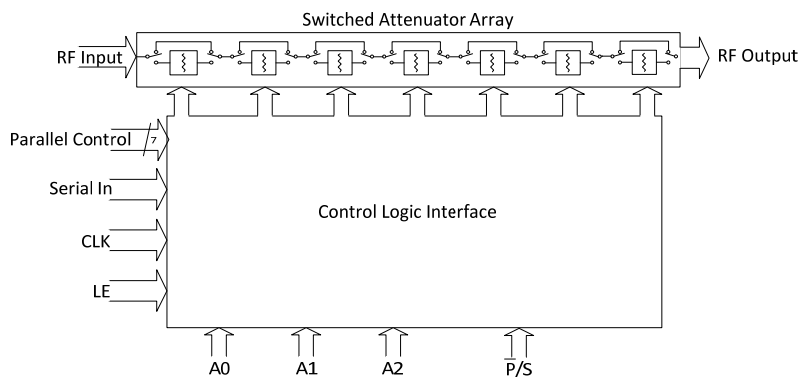 Switched Attenuator Array
RF Input
RF Output
Parallel Control
7
Serial In
Control Logic Interface
CLK
LE
A0
A1
A2
P̅/S